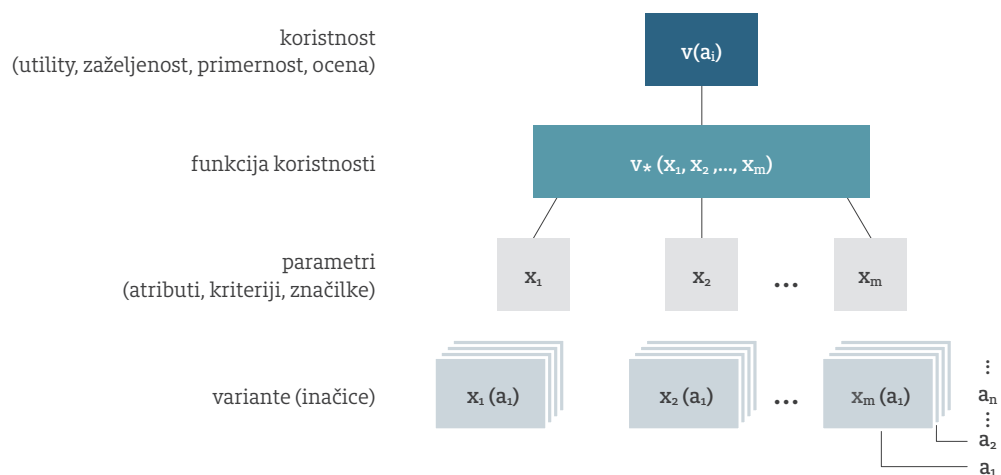 koristnost
(utility, zaželjenost, primernost, ocena)
v(aᵢ)
funkcija koristnosti
v* (x₁, x₂ ,..., xₘ)
parametri
(atributi, kriteriji, značilke)
x₁
x₂
...
xₘ
variante (inačice)
x₁ (a₁)
x₂ (a₁)
...
xₘ (a₁)
⋮
aₙ
⋮
a₂
a₁